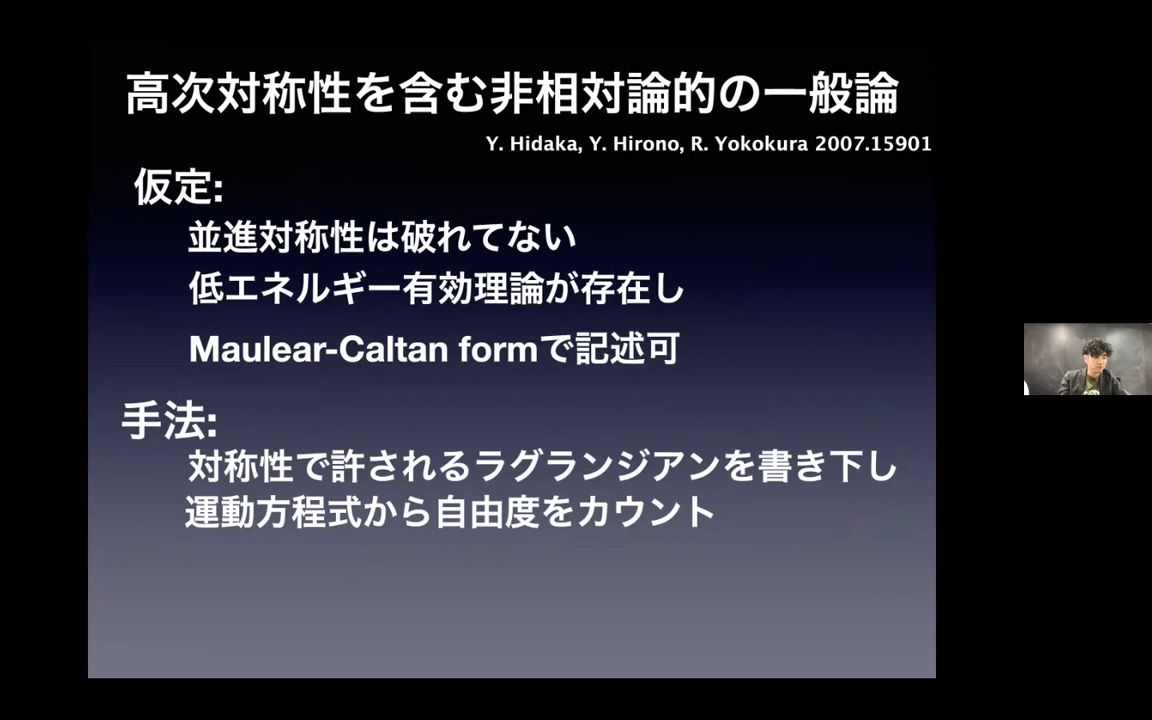 高次対称性を含む非相対論的の一般論
Y. Hidaka, Y. Hirono, R. Yokokura 2007.15901
仮定:
並進対称性は破れてない
低エネルギー有効理論が存在し
Maulear-Caltan formで記述可
手法:
対称性で許されるラグランジアンを書き下し
運動方程式から自由度をカウント